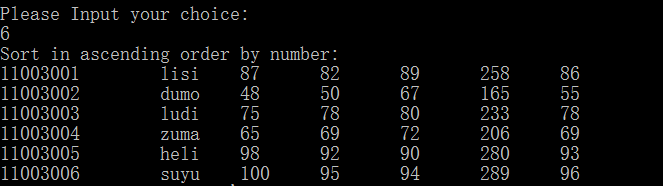 Please Input your choice:
6
Sort in ascending order by number:
11003001 lisi 87 82 89 258 86
11003002 dumo 48 50 67 165 55
11003003 ludi 75 78 80 233 78
11003004 zuma 65 69 72 206 69
11003005 heli 98 92 90 280 93
11003006 suyu 100 95 94 289 96